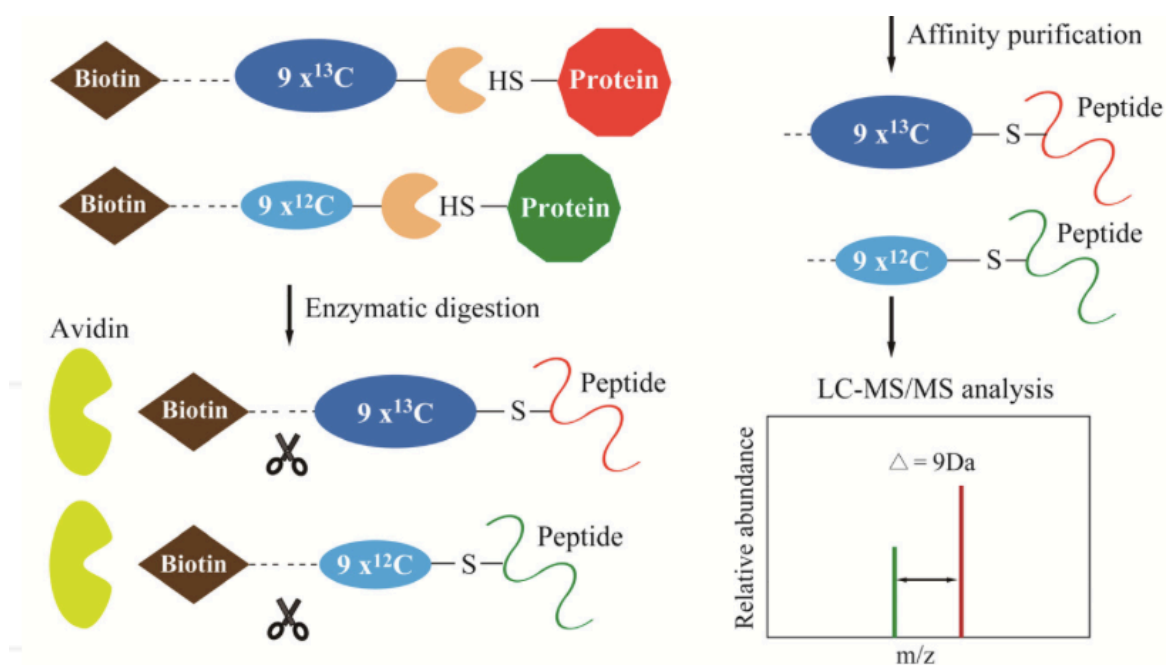 Biotin
9 x¹³C
HS
Protein
Biotin
9 x¹²C
HS
Protein
Enzymatic digestion
Avidin
Biotin
9 x¹³C
S
Peptide
Biotin
9 x¹²C
S
Peptide
Affinity purification
9 x¹³C
S
Peptide
9 x¹²C
S
Peptide
LC-MS/MS analysis
Relative abundance
△ = 9Da
m/z